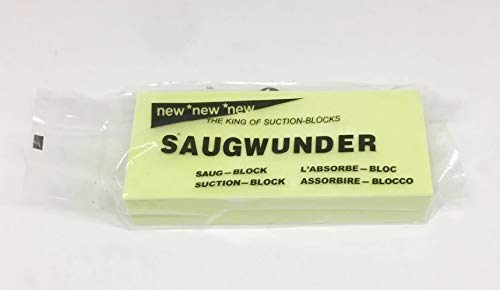 new*new*new
THE KING OF SUCTION-BLOCKS
SAUGWUNDER
SAUG-BLOCK L'ABSORBE-BLOC
SUCTION-BLOCK ASSORBIRE-BLOCCO